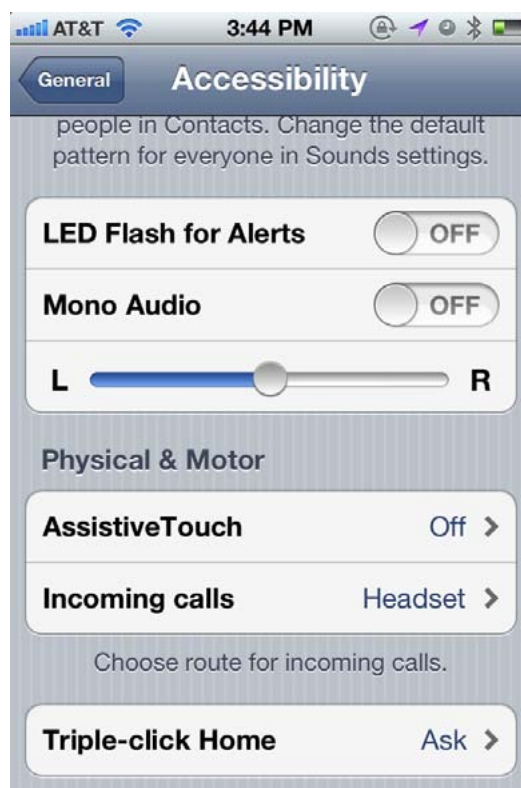 AT&T 3:44 PM
General Accessibility
people in Contacts. Change the default
pattern for everyone in Sounds settings.
LED Flash for Alerts OFF
Mono Audio OFF
L R
Physical & Motor
AssistiveTouch Off
Incoming calls Headset
Choose route for incoming calls.
Triple-click Home Ask